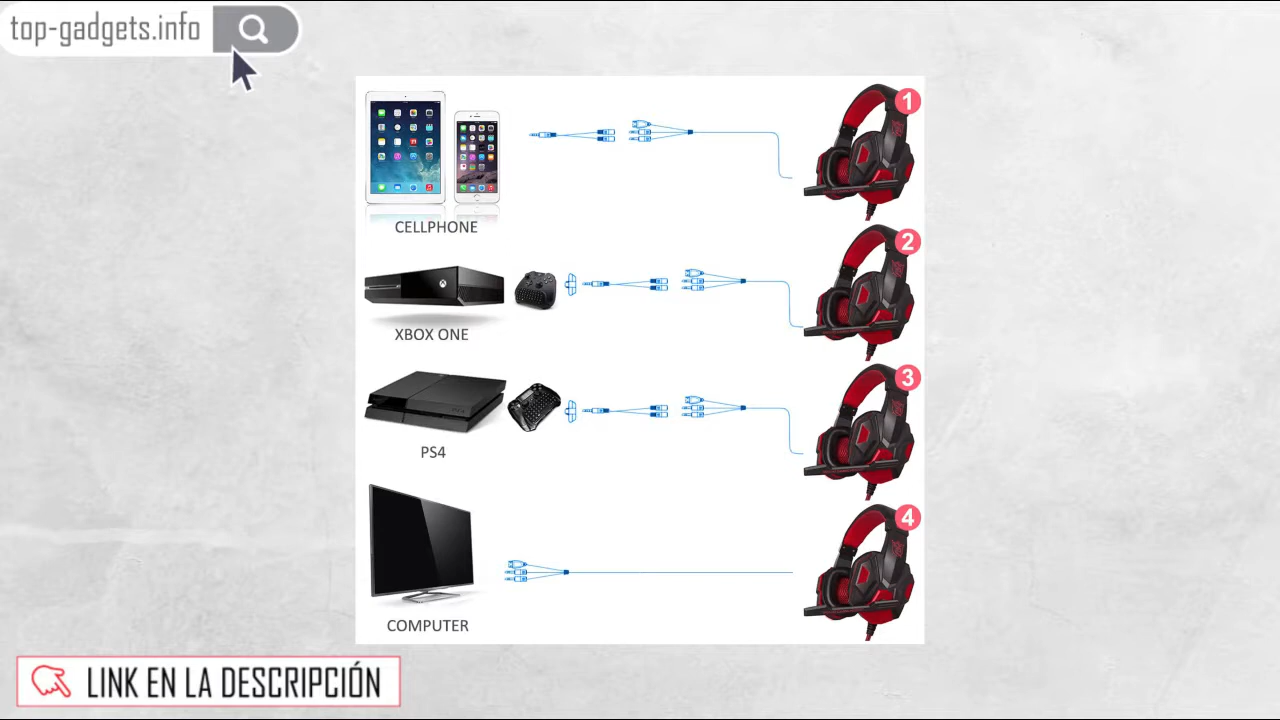 top-gadgets.info
1
CELLPHONE
2
XBOX ONE
3
PS4
4
COMPUTER
LINK EN LA DESCRIPCIÓN